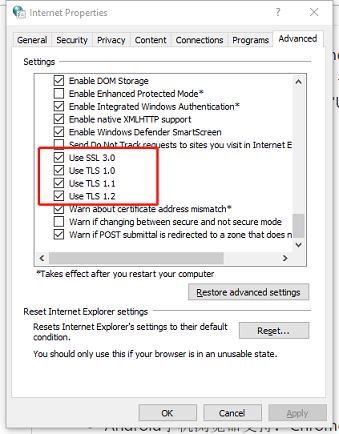 Internet Properties
?
×
General
Security
Privacy
Content
Connections
Programs
Advanced
Settings
Enable DOM Storage
Enable Enhanced Protected Mode*
Enable Integrated Windows Authentication*
Enable native XMLHTTP support
Enable Windows Defender SmartScreen
Send Do Not Track requests to sites you visit in Internet E
Use SSL 3.0
Use TLS 1.0
Use TLS 1.1
Use TLS 1.2
Warn about certificate address mismatch*
Warn if changing between secure and not secure mode
Warn if POST submittal is redirected to a zone that does n
*Takes effect after you restart your computer
Restore advanced settings
Reset Internet Explorer settings
Resets Internet Explorer's settings to their default
condition.
Reset...
You should only use this if your browser is in an unusable state.
OK
Cancel
Apply